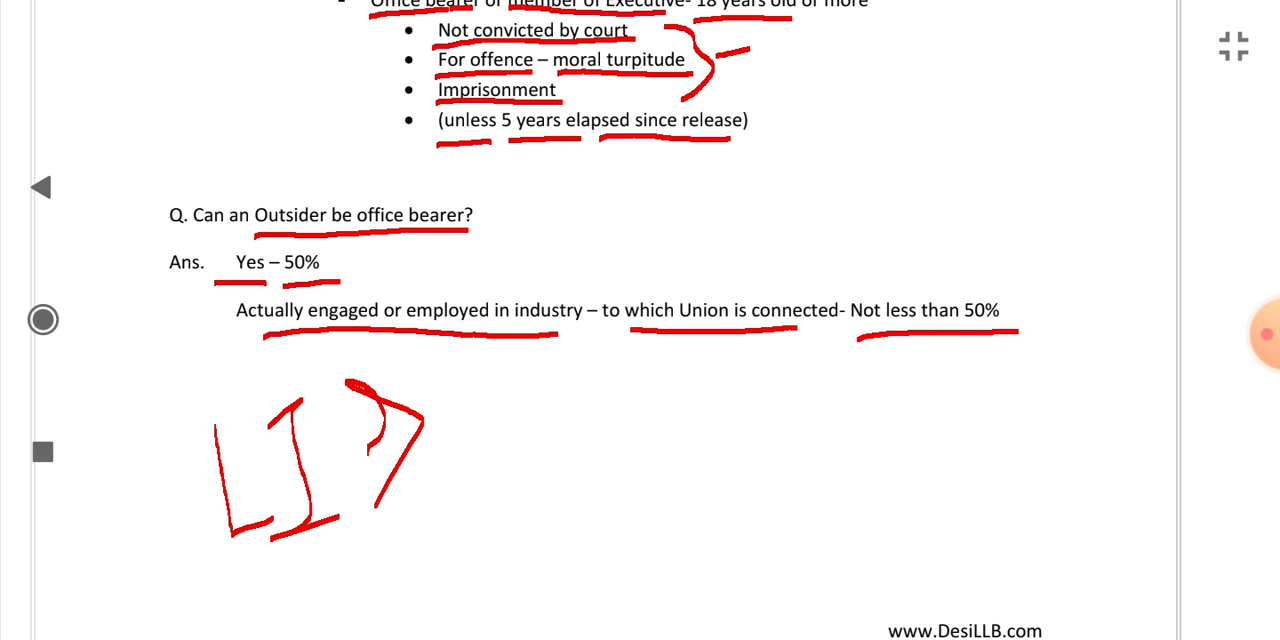 - Office bearer or member of Executive- 18 years old or more
• Not convicted by court
• For offence – moral turpitude
• Imprisonment
• (unless 5 years elapsed since release)
Q. Can an Outsider be office bearer?
Ans. Yes – 50%
Actually engaged or employed in industry – to which Union is connected- Not less than 50%
www.DesiLLB.com